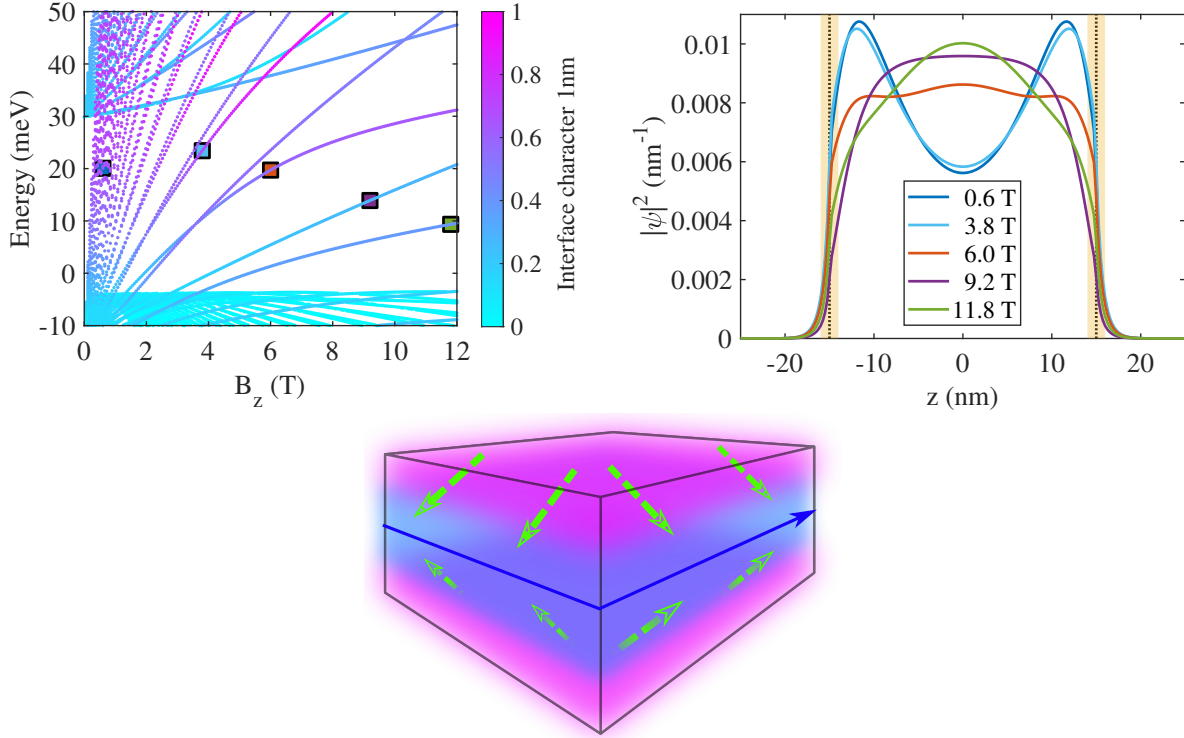 50
40
30
20
10
0
-10
Energy (meV)
0 2 4 6 8 10 12
B_z (T)
1
0.8
0.6
0.4
0.2
0
Interface character 1nm
0.01
0.008
0.006
0.004
0.002
0
|ψ|² (nm⁻¹)
0.6 T
3.8 T
6.0 T
9.2 T
11.8 T
-20 -10 0 10 20
z (nm)